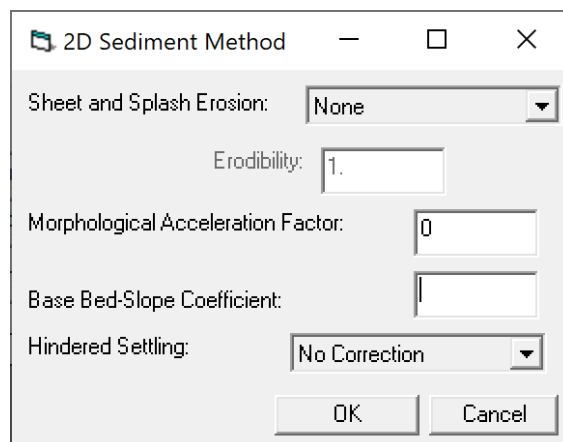 2D Sediment Method
Sheet and Splash Erosion: None
Erodibility: 1.
Morphological Acceleration Factor: 0
Base Bed-Slope Coefficient:
Hindered Settling: No Correction
OK Cancel